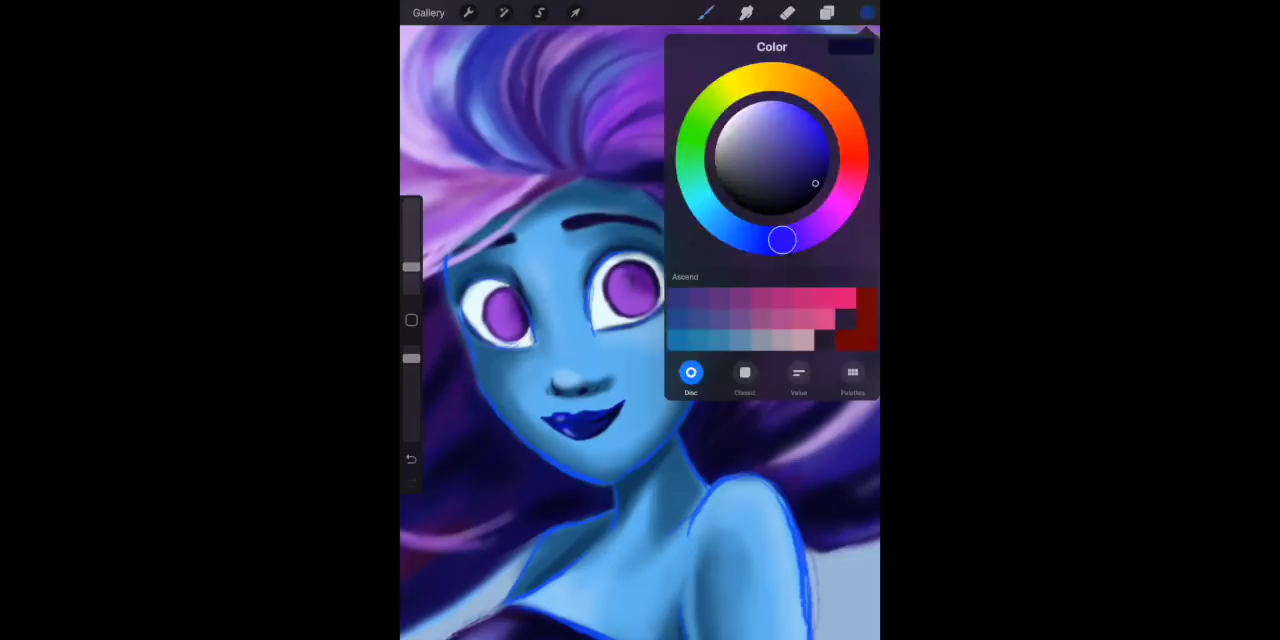 Gallery
Color
Ascend
Disc
Classic
Value
Palettes